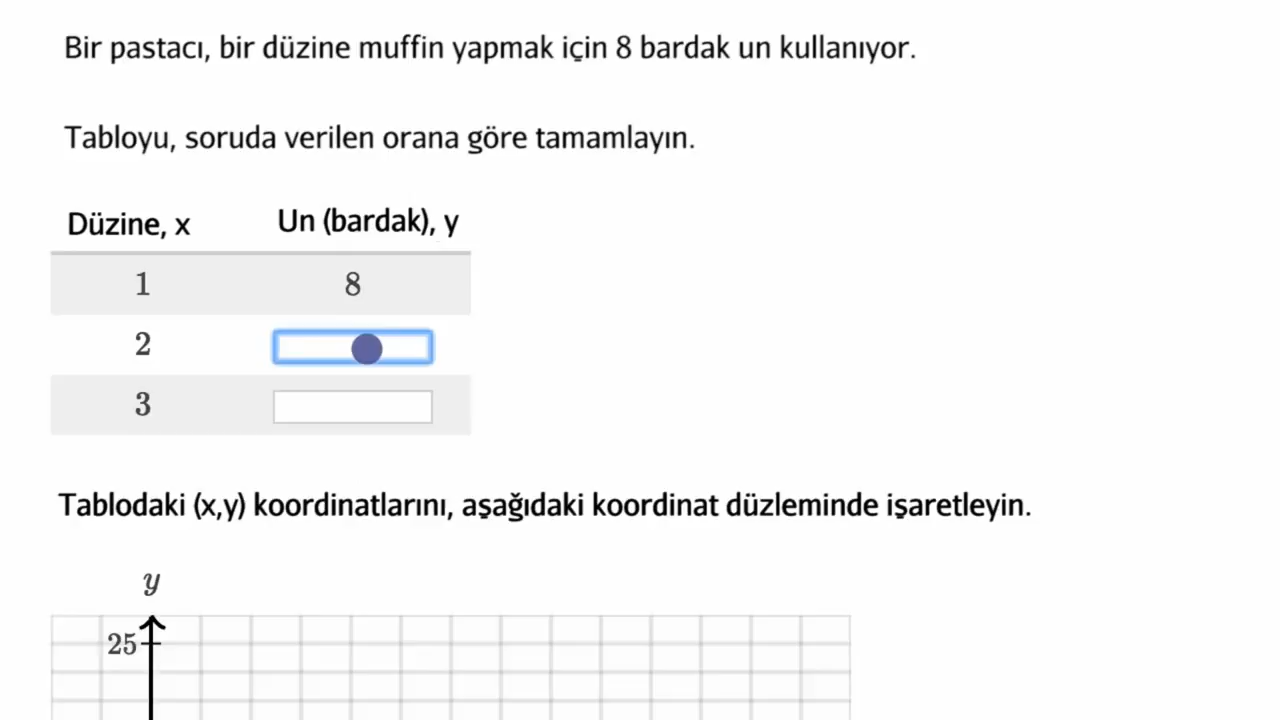 Bir pastacı, bir düzine muffin yapmak için 8 bardak un kullanıyor.
Tabloyu, soruda verilen orana göre tamamlayın.
Düzine, x Un (bardak), y
1 8
2
3
Tablodaki (x,y) koordinatlarını, aşağıdaki koordinat düzleminde işaretleyin.
y
25